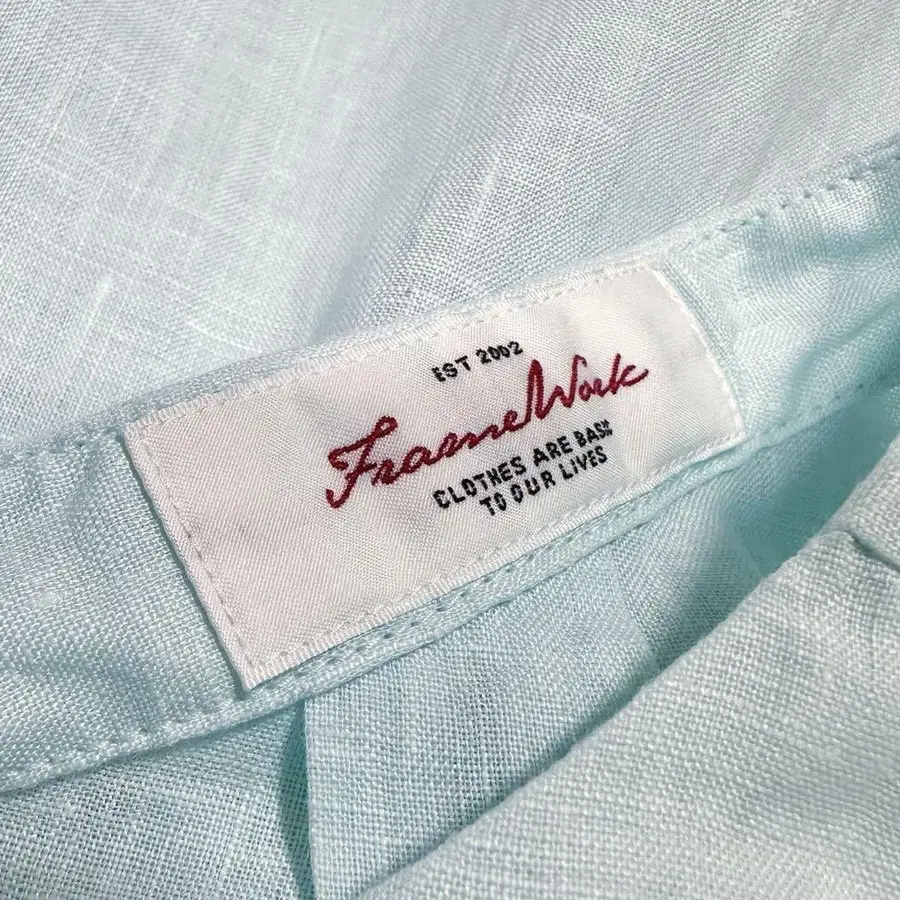 EST 2002
FrameWork
CLOTHES ARE BASIC
TO OUR LIVES